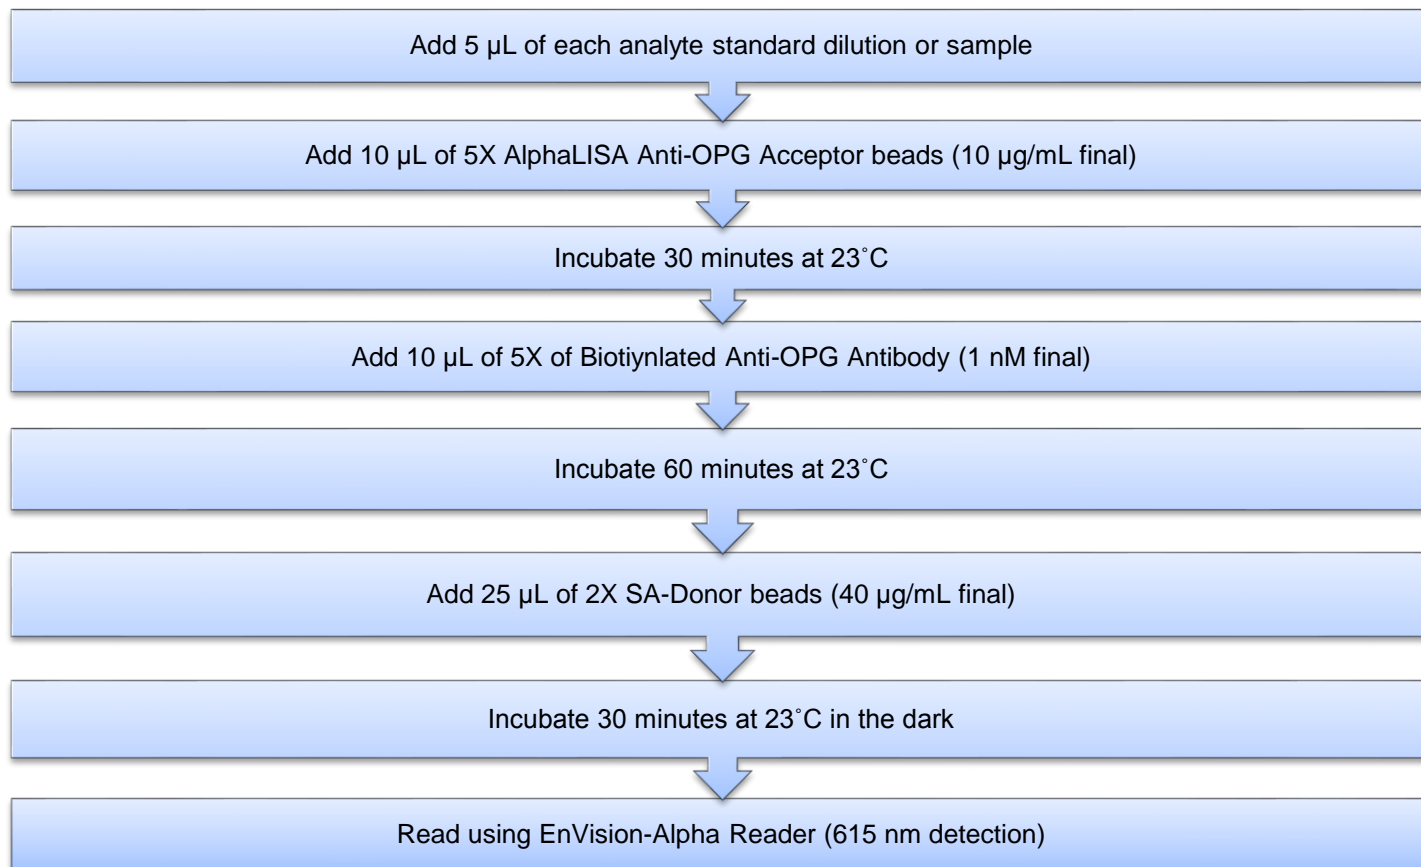 Add 5 µL of each analyte standard dilution or sample
Add 10 µL of 5X AlphaLISA Anti-OPG Acceptor beads (10 µg/mL final)
Incubate 30 minutes at 23˚C
Add 10 µL of 5X of Biotiynlated Anti-OPG Antibody (1 nM final)
Incubate 60 minutes at 23˚C
Add 25 µL of 2X SA-Donor beads (40 µg/mL final)
Incubate 30 minutes at 23˚C in the dark
Read using EnVision-Alpha Reader (615 nm detection)